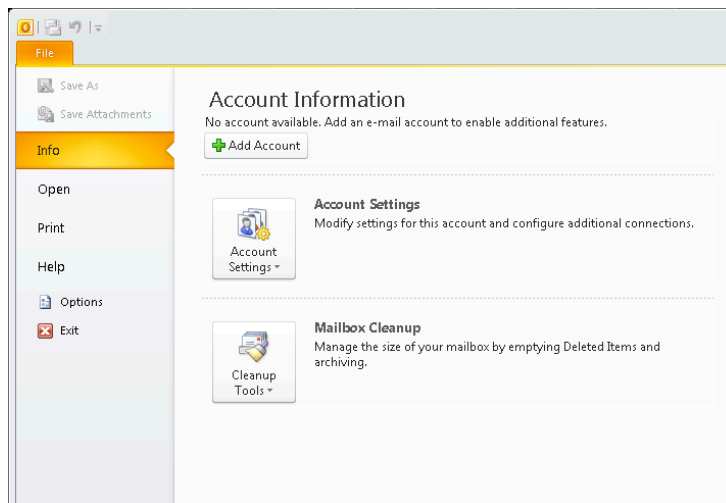 File
Save As
Save Attachments
Info
Open
Print
Help
Options
Exit
Account Information
No account available. Add an e-mail account to enable additional features.
Add Account
Account
Settings
Account Settings
Modify settings for this account and configure additional connections.
Cleanup
Tools
Mailbox Cleanup
Manage the size of your mailbox by emptying Deleted Items and
archiving.